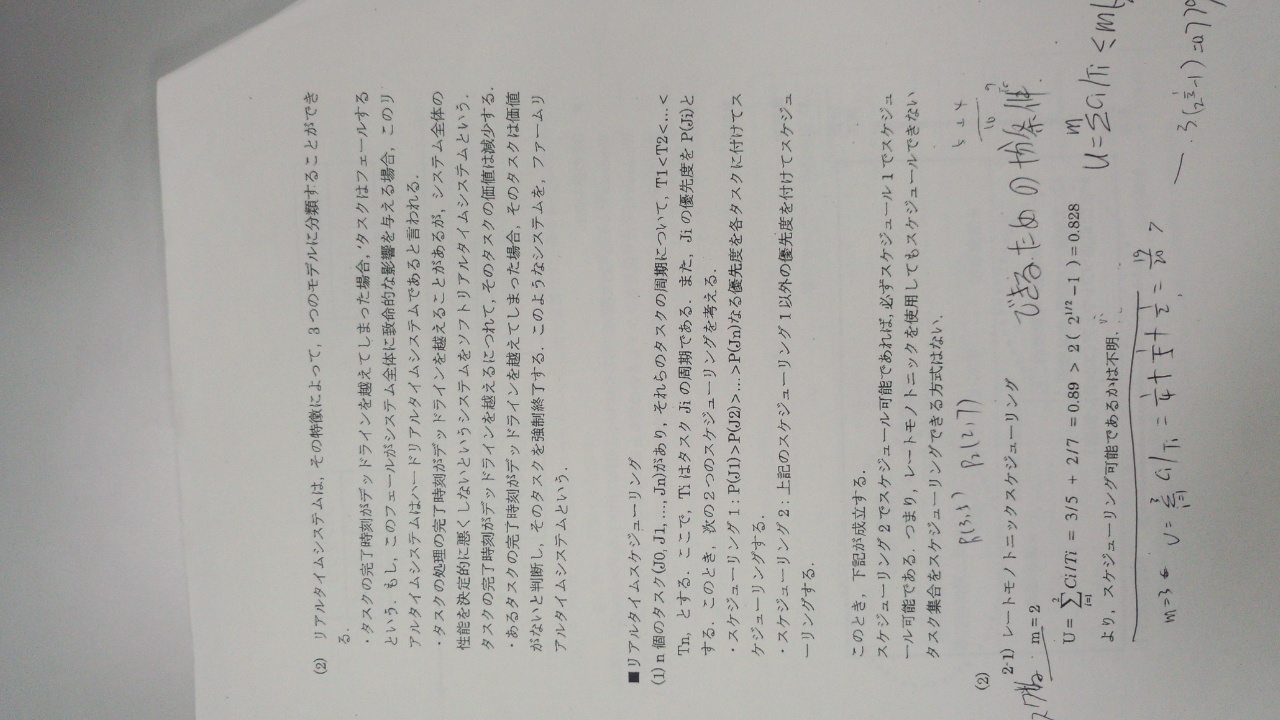 (2) リアルタイムシステムは，その特徴によって，3つのモデルに分類することができ
る．
・タスクの完了時刻がデッドラインを越えてしまった場合，タスクはフェールする
という．もし，このフェールがシステム全体に致命的な影響を与える場合，このリ
アルタイムシステムはハードリアルタイムシステムであると言われる．
・タスクの処理の完了時刻がデッドラインを越えることがあるが，システム全体の
性能を決定的に悪くしないというシステムをソフトリアルタイムシステムという．
タスクの完了時刻がデッドラインを越えるにつれて，そのタスクの価値は減少する．
・あるタスクの完了時刻がデッドラインを越えてしまった場合，そのタスクは価値
がないと判断し，そのタスクを強制終了する．このようなシステムを，ファームリ
アルタイムシステムという．
■リアルタイムスケジューリング
(1) n 個のタスク(J0, J1, ..., Jn)があり，それらのタスクの周期について，T1<T2<...<
Tn，とする．ここで，Ti はタスク Ji の周期である．また，Ji の優先度を P(Ji)と
する．このとき，次の２つのスケジューリングを考える．
・スケジューリング 1 : P(J1)>P(J2)>...>P(Jn)なる優先度を各タスクに付けてス
ケジューリングする．
・スケジューリング 2 : 上記のスケジューリング 1 以外の優先度を付けてスケジュ
ーリングする．
このとき，下記が成立する．
スケジューリング 2 でスケジュール可能であれば，必ずスケジュール 1 でスケジュ
ール可能である．つまり，レートモノトニックを使用してもスケジュールできない
タスク集合をスケジューリングできる方式はない．
P1(3,5) P2(2,7)
5 + 4
(2)
2-1) レートモノトニックスケジューリング
できるための十分条件
m = 2
U = Σ_{i=1}^{2} Ci/Ti = 3/5 + 2/7 = 0.89 > 2( 2^{1/2} − 1 ) = 0.828
U = Σ^{m} Ci/Ti ≤ m(
より，スケジューリング可能であるかは不明．
m=3 U = Σ_{i=1}^{3} Ci/Ti = 1/4 + 1/5 + 1/2 = 19/20 >
3(2^{1/3} −1) = 0.779